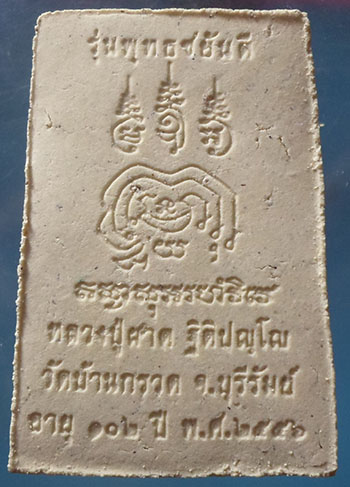 รุ่นพุทธชยันตี
หลวงปู่ผาด ฐิติปญฺโญ
วัดบ้านกรวด จ.บุรีรัมย์
อายุ ๑๐๒ ปี พ.ศ.๒๕๕๖